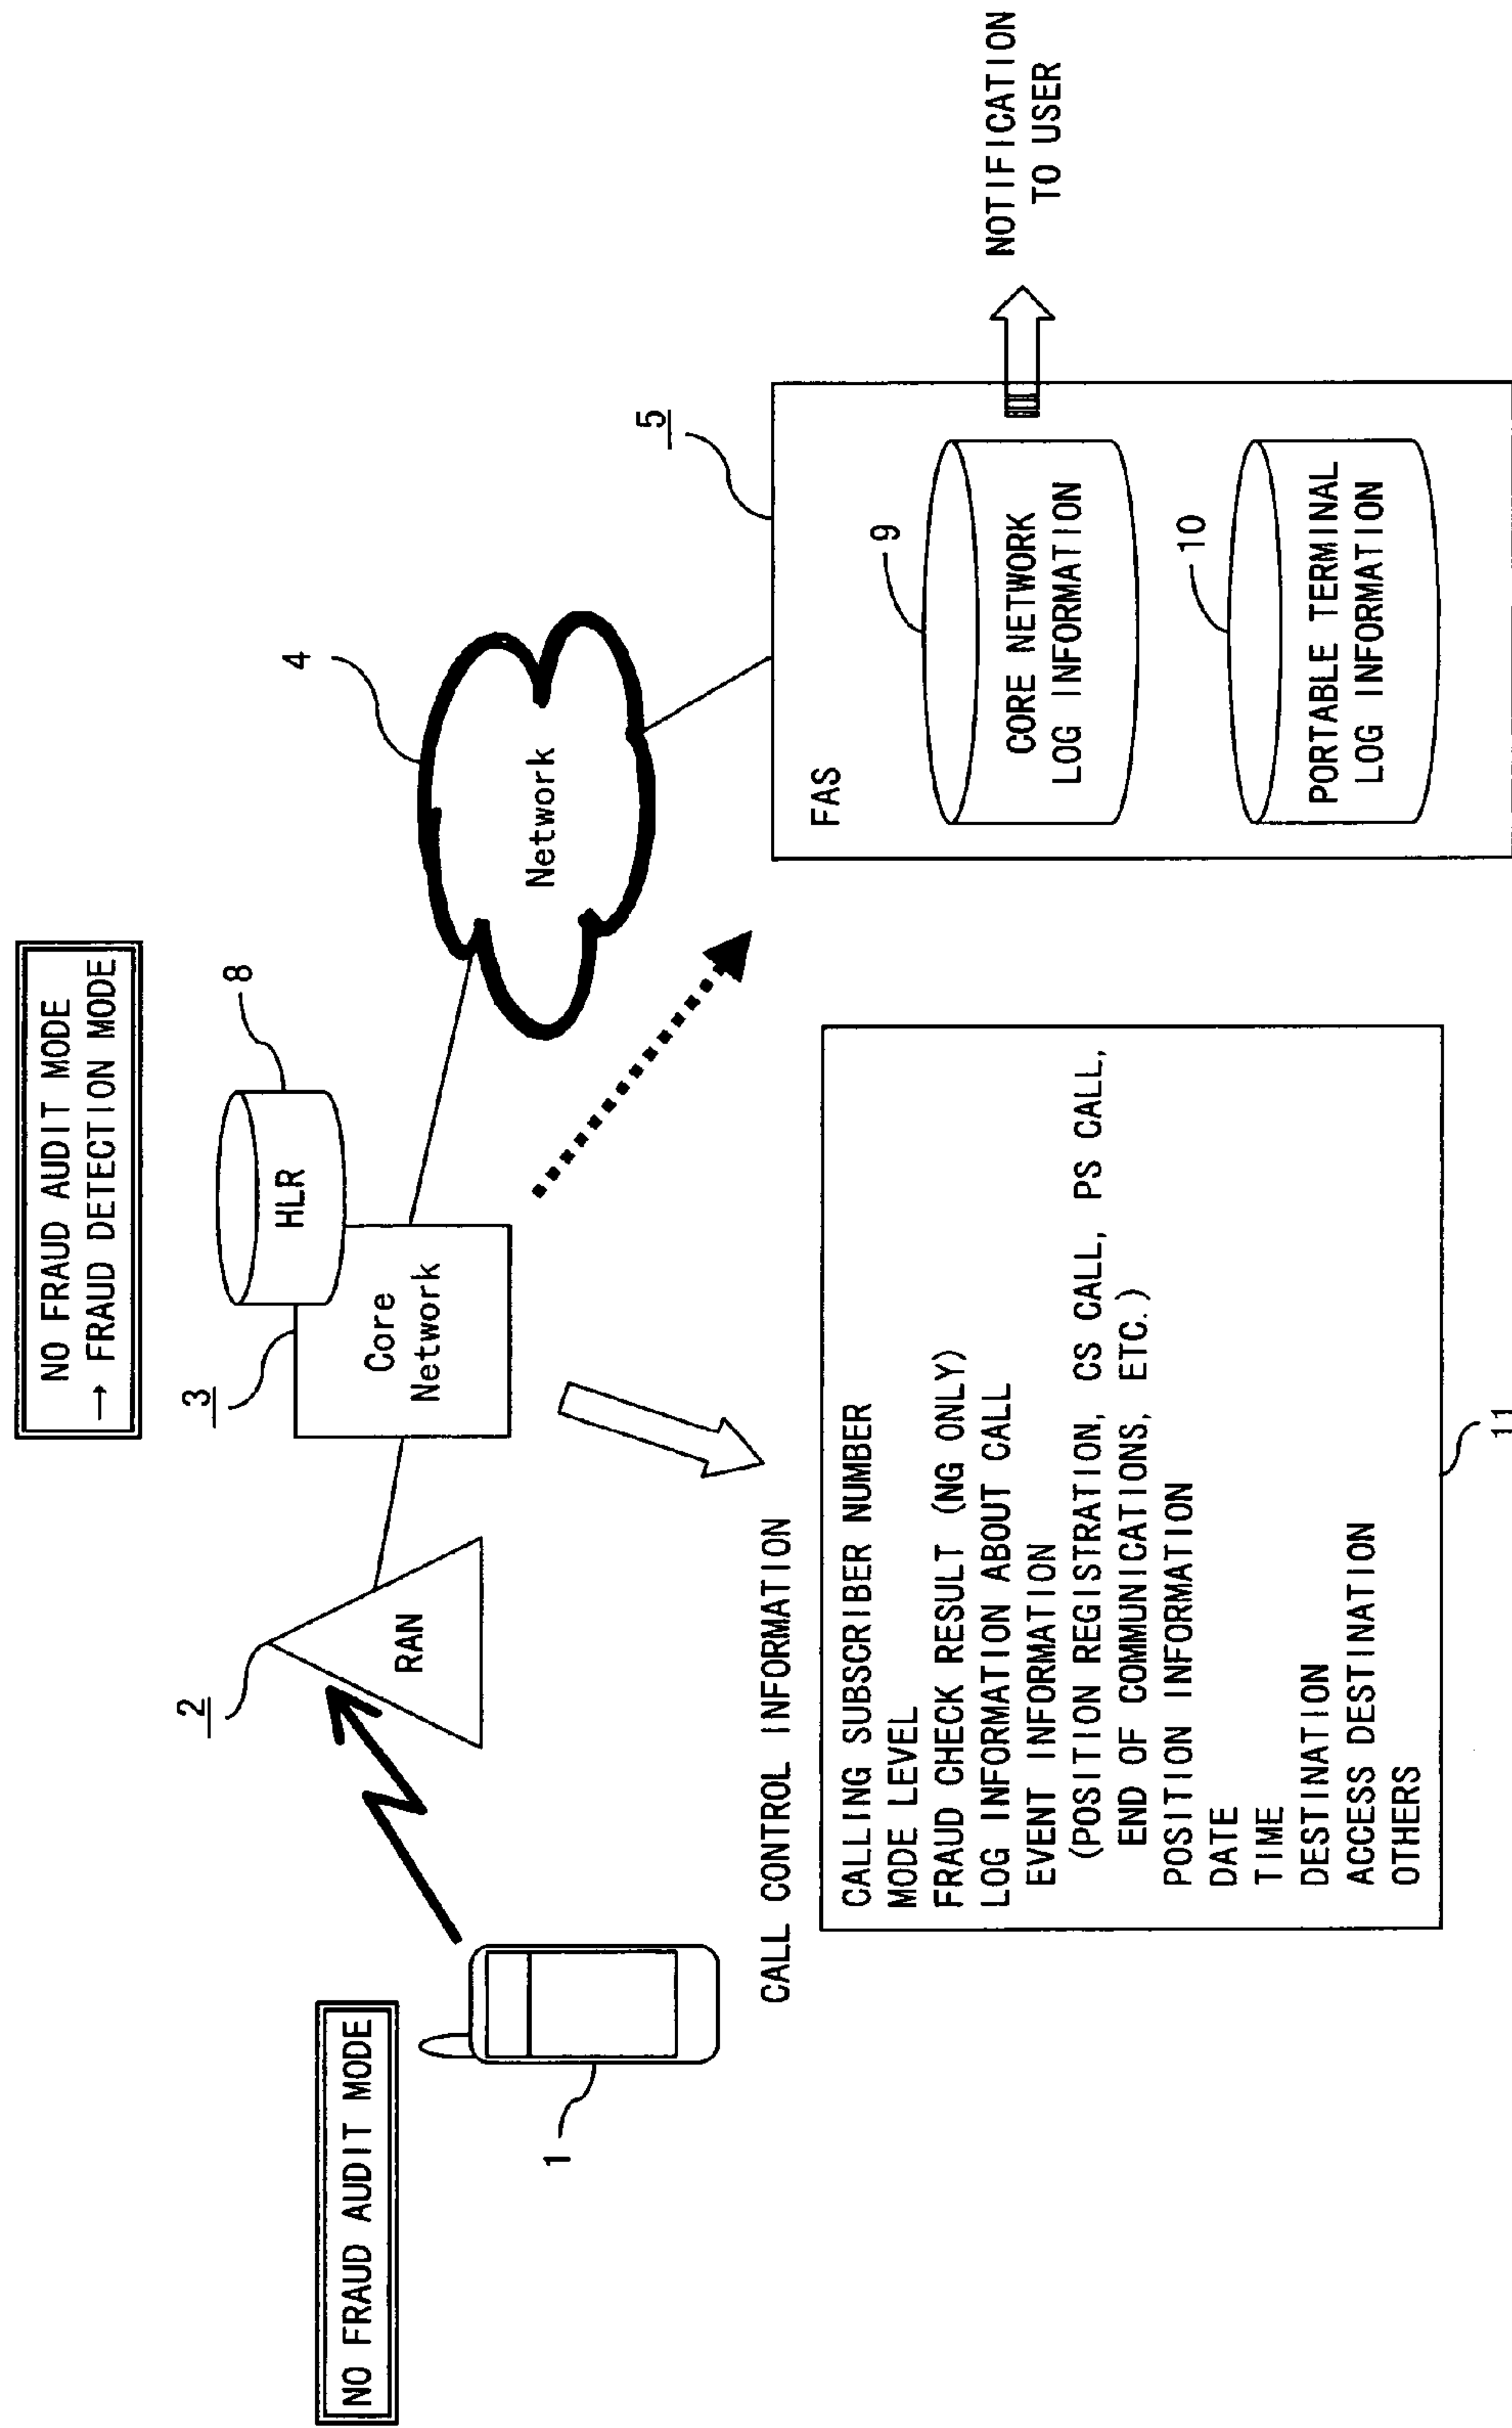 NO FRAUD AUDIT MODE
→ FRAUD DETECTION MODE
NO FRAUD AUDIT MODE
1
2
RAN
3
Core
Network
HLR
8
4
Network
5
FAS
9
CORE NETWORK
LOG INFORMATION
10
PORTABLE TERMINAL
LOG INFORMATION
NOTIFICATION
TO USER
CALL CONTROL INFORMATION
CALLING SUBSCRIBER NUMBER
MODE LEVEL
FRAUD CHECK RESULT (NG ONLY)
LOG INFORMATION ABOUT CALL
EVENT INFORMATION
(POSITION REGISTRATION, CS CALL, PS CALL,
END OF COMMUNICATIONS, ETC.)
POSITION INFORMATION
DATE
TIME
DESTINATION
ACCESS DESTINATION
OTHERS
11